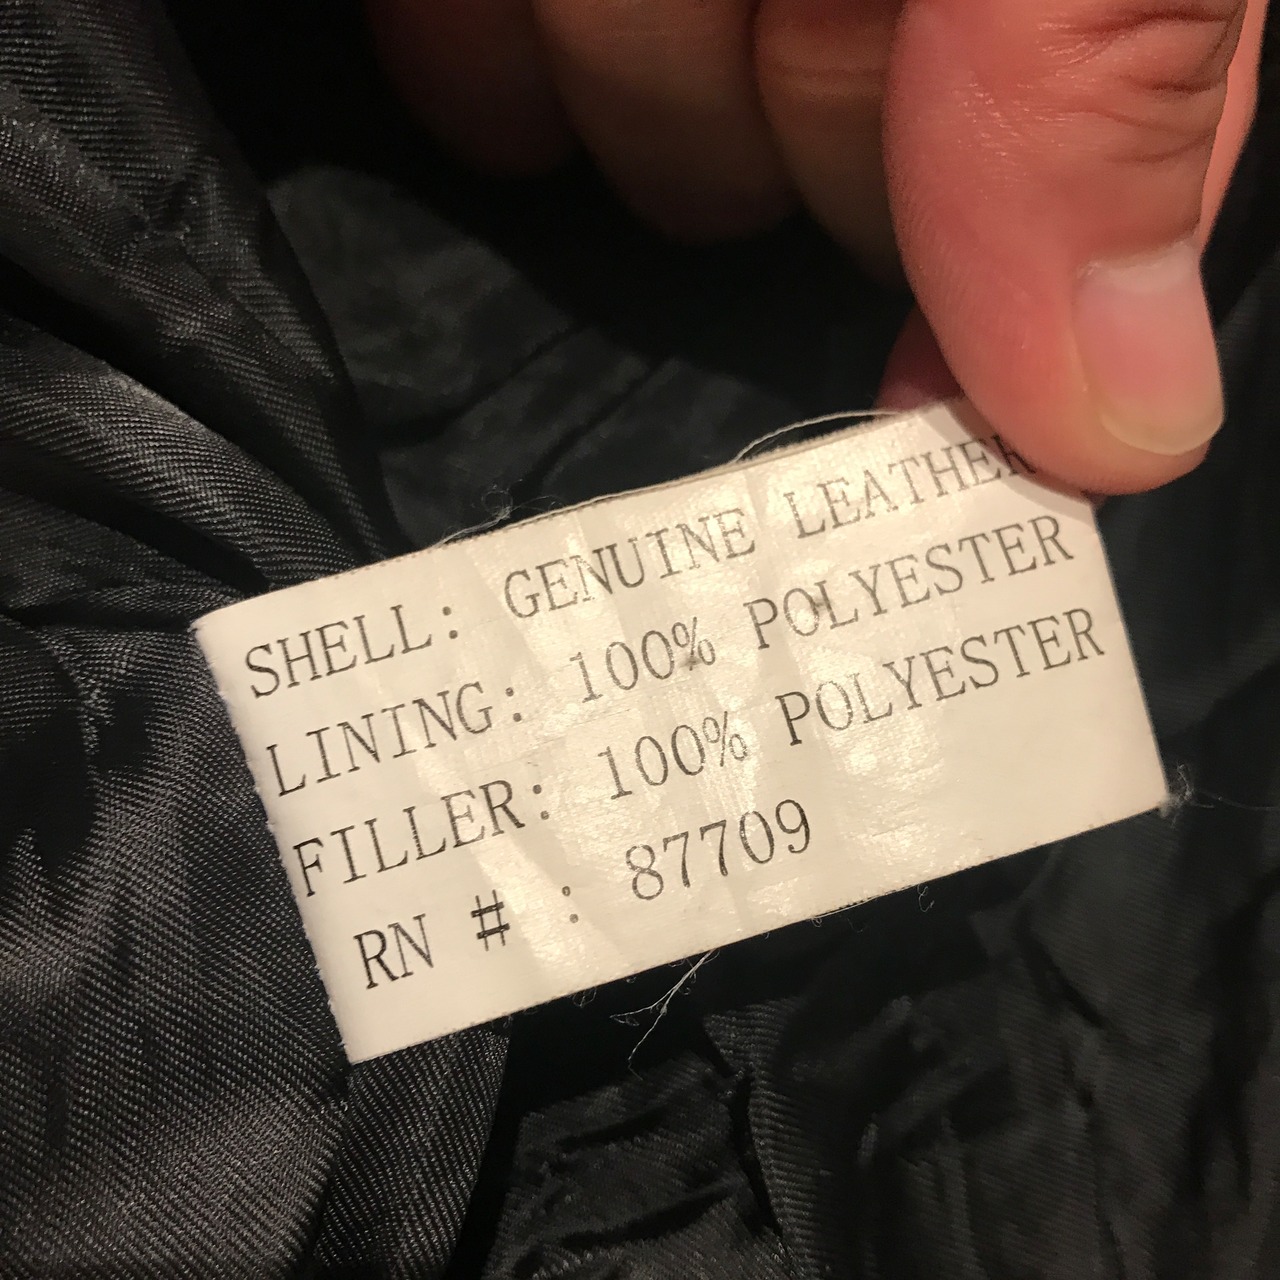 SHELL: GENUINE LEATHER
LINING: 100% POLYESTER
FILLER: 100% POLYESTER
RN # : 87709